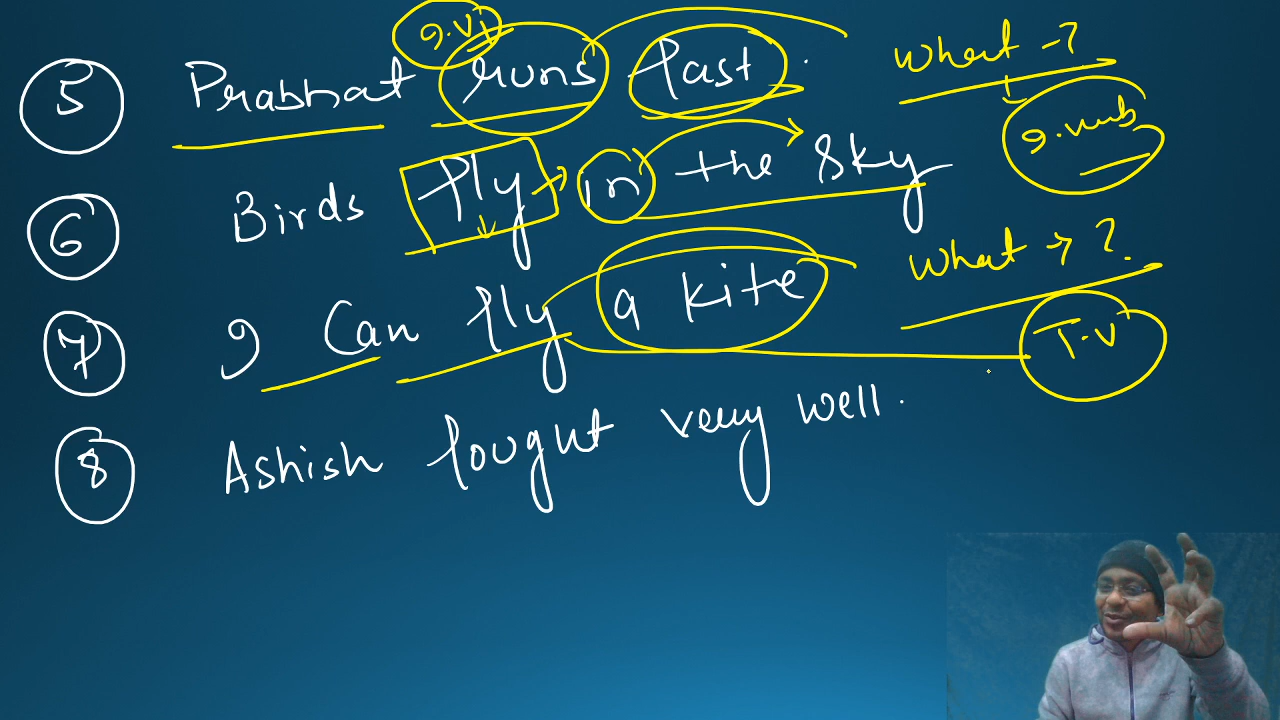 I.V
5 Prabhat runs fast. What - ?
I.verb
6 Birds fly in the sky
What → ?
7 I Can fly a kite T.V
8 Ashish fought very well.